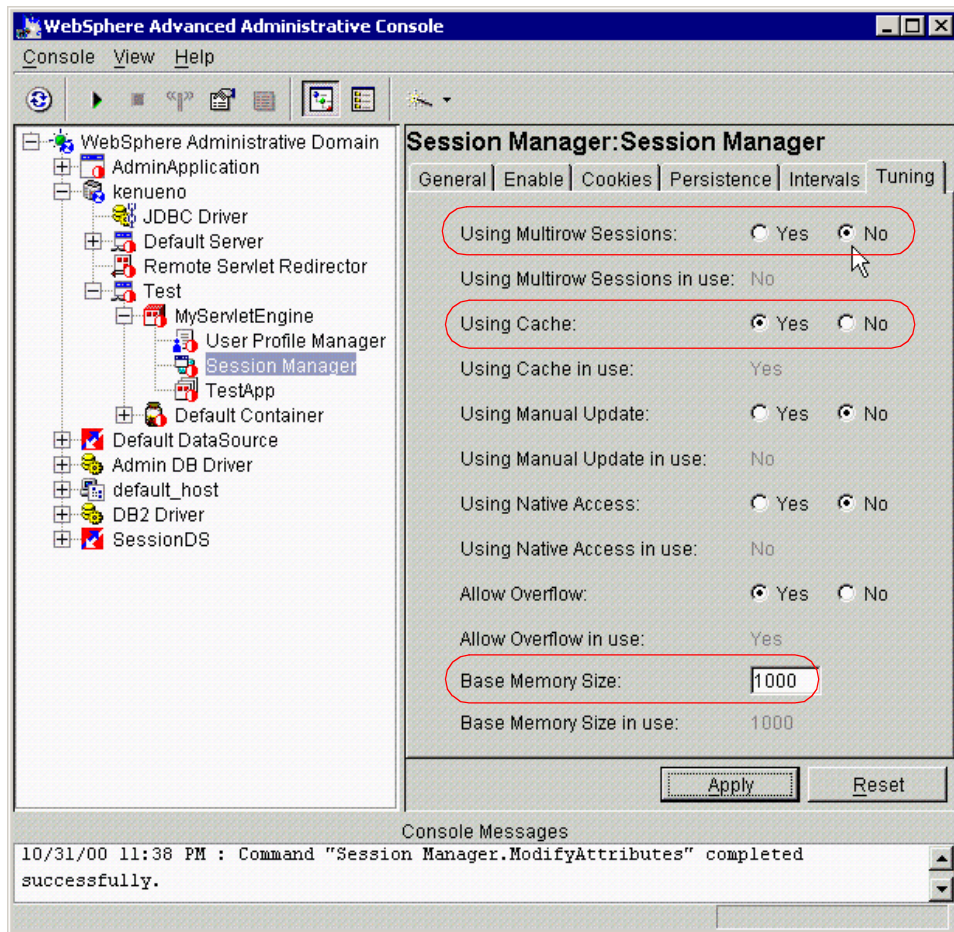 WebSphere Advanced Administrative Console
Console View Help
WebSphere Administrative Domain
AdminApplication
kenueno
JDBC Driver
Default Server
Remote Servlet Redirector
Test
MyServletEngine
User Profile Manager
Session Manager
TestApp
Default Container
Default DataSource
Admin DB Driver
default_host
DB2 Driver
SessionDS
Session Manager:Session Manager
General Enable Cookies Persistence Intervals Tuning
Using Multirow Sessions: Yes No
Using Multirow Sessions in use: No
Using Cache: Yes No
Using Cache in use: Yes
Using Manual Update: Yes No
Using Manual Update in use: No
Using Native Access: Yes No
Using Native Access in use: No
Allow Overflow: Yes No
Allow Overflow in use: Yes
Base Memory Size: 1000
Base Memory Size in use: 1000
Apply Reset
Console Messages
10/31/00 11:38 PM : Command "Session Manager.ModifyAttributes" completed
successfully.